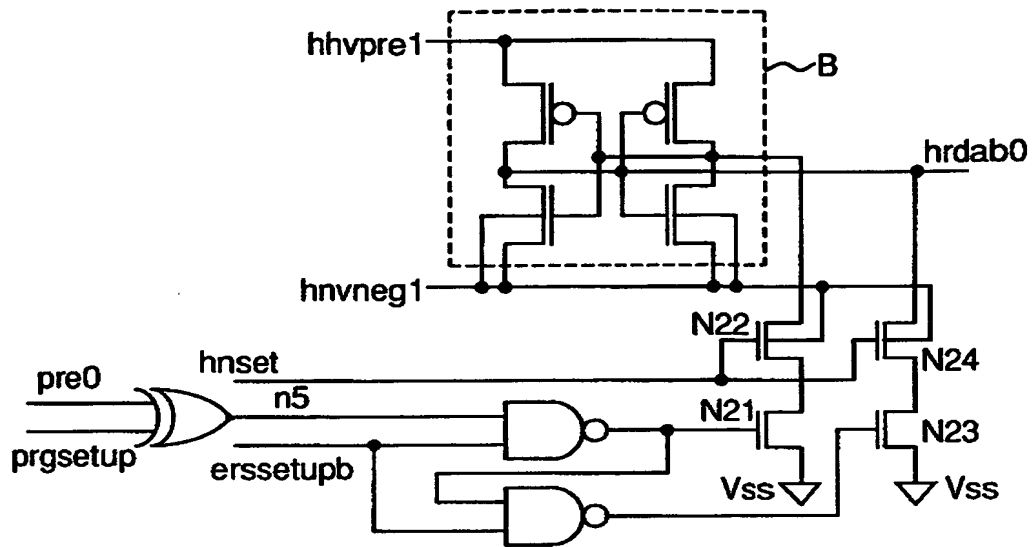 hhvpre1
B
hrdab0
hnvneg1
N22
hnset
N24
pre0
n5
N21
N23
prgsetup
erssetupb
Vss
Vss